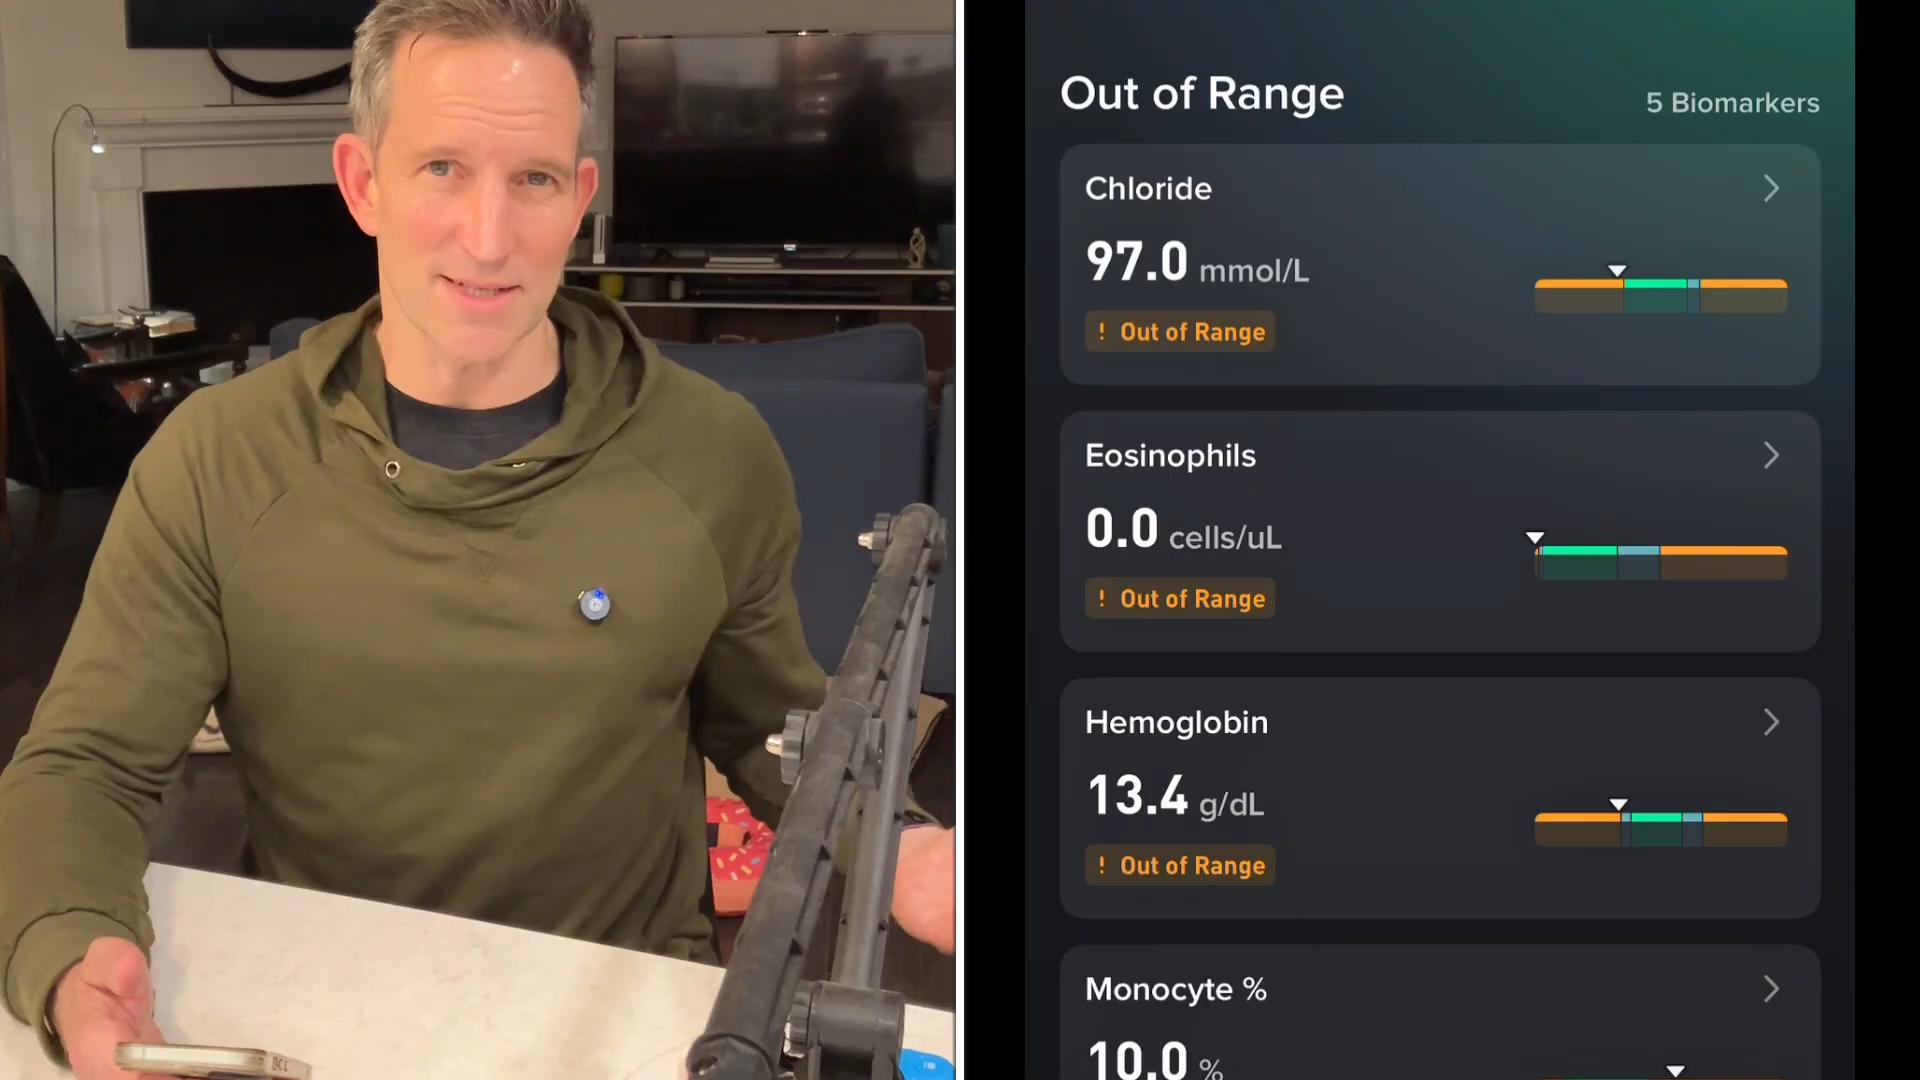 Out of Range
5 Biomarkers
Chloride
97.0 mmol/L
! Out of Range
Eosinophils
0.0 cells/uL
! Out of Range
Hemoglobin
13.4 g/dL
! Out of Range
Monocyte %
10.0 %